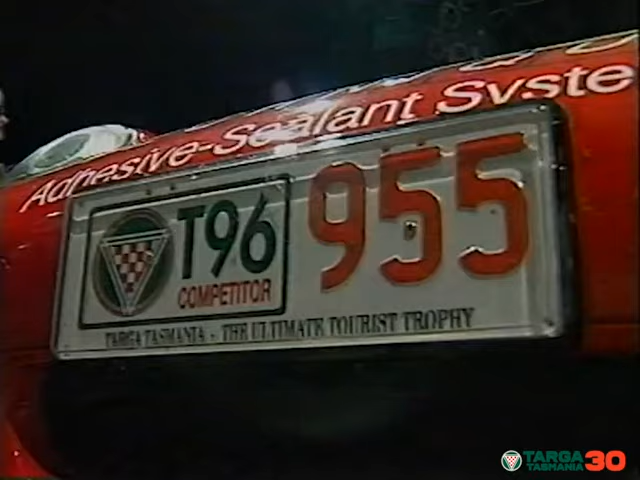 Adhesive-Sealant Syste
T96
COMPETITOR
955
TARGA TASMANIA - THE ULTIMATE TOURIST TROPHY
TARGA
TASMANIA
30